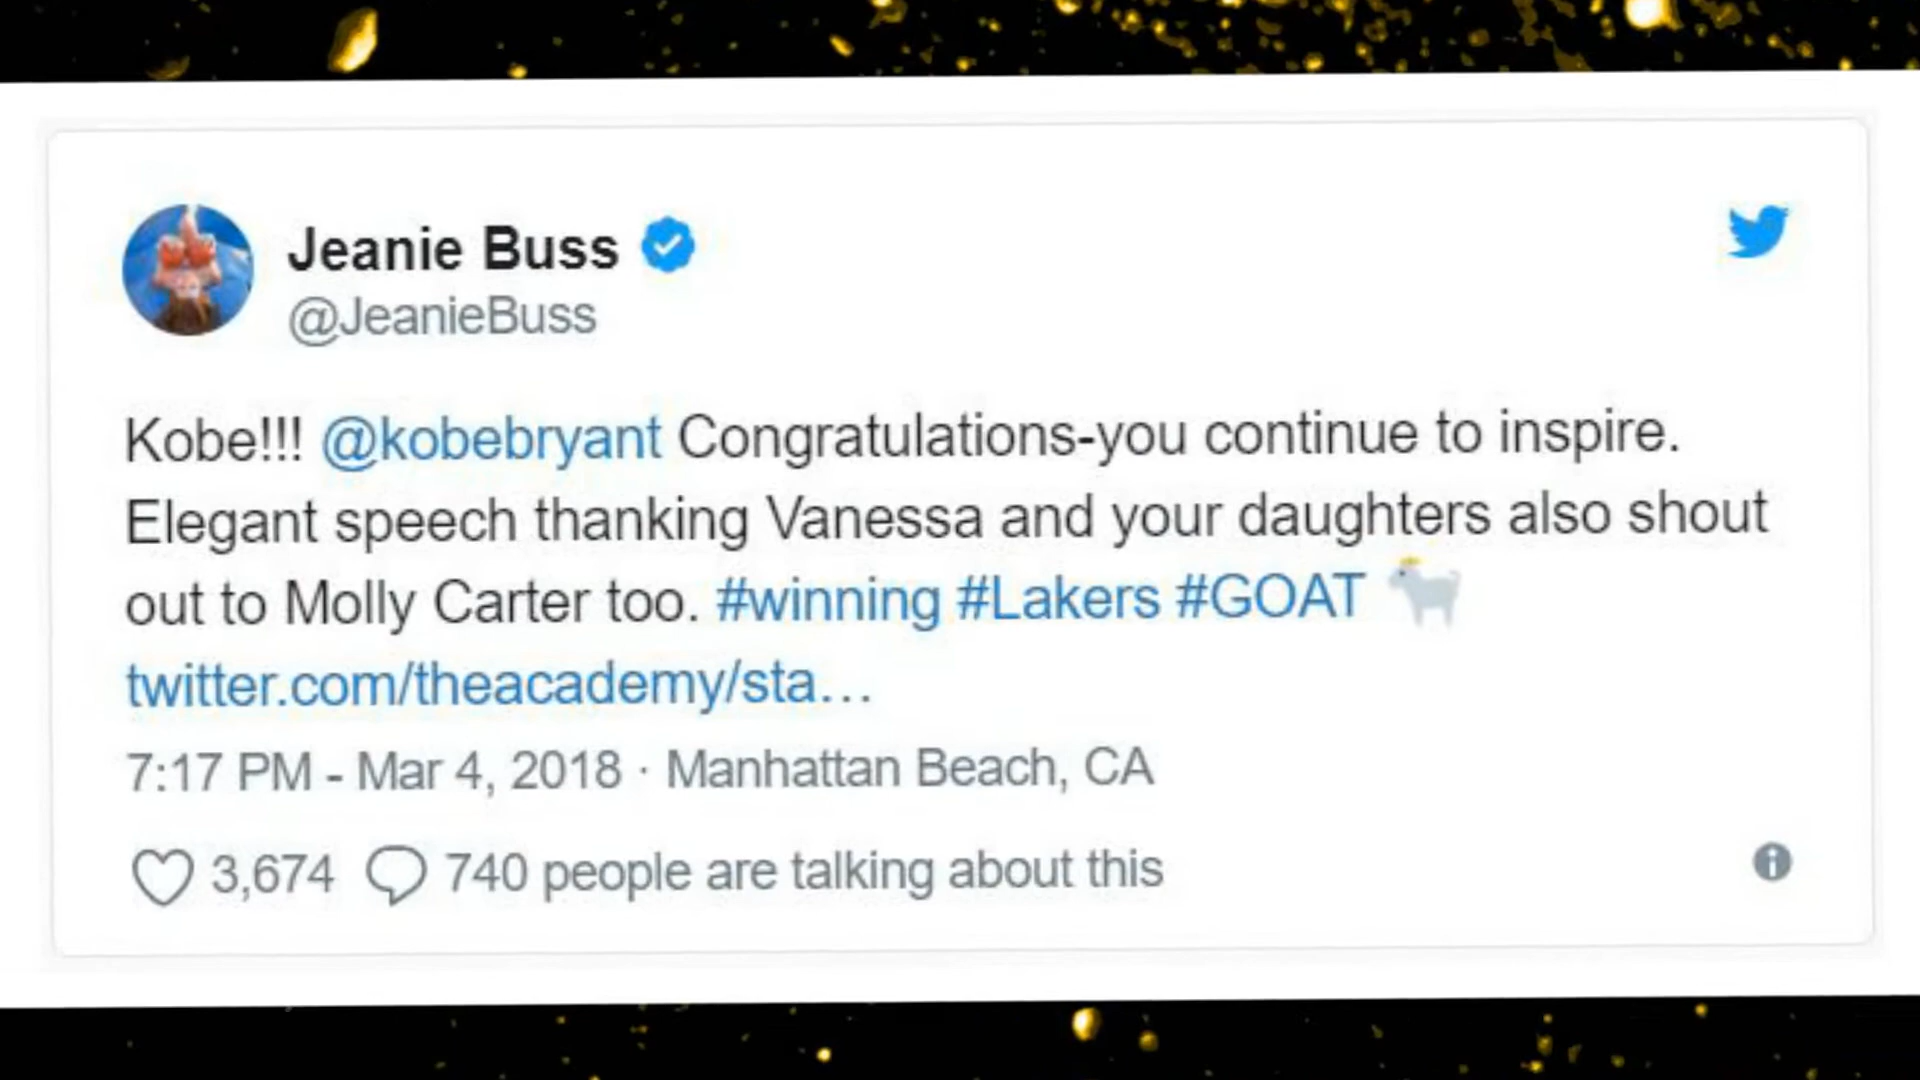 Jeanie Buss
@JeanieBuss
Kobe!!! @kobebryant Congratulations-you continue to inspire.
Elegant speech thanking Vanessa and your daughters also shout
out to Molly Carter too. #winning #Lakers #GOAT
twitter.com/theacademy/sta...
7:17 PM - Mar 4, 2018 · Manhattan Beach, CA
3,674 740 people are talking about this